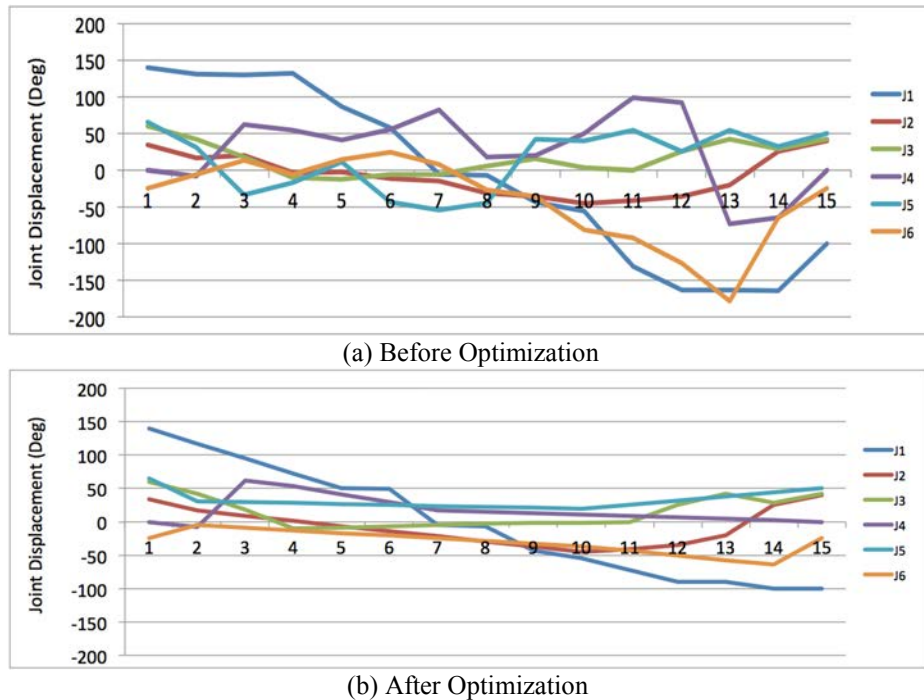 200
150
100
50
0
-50
-100
-150
-200
Joint Displacement (Deg)
1 2 3 4 5 6 7 8 9 10 11 12 13 14 15
J1
J2
J3
J4
J5
J6
(a) Before Optimization
200
150
100
50
0
-50
-100
-150
-200
Joint Displacement (Deg)
1 2 3 4 5 6 7 8 9 10 11 12 13 14 15
J1
J2
J3
J4
J5
J6
(b) After Optimization